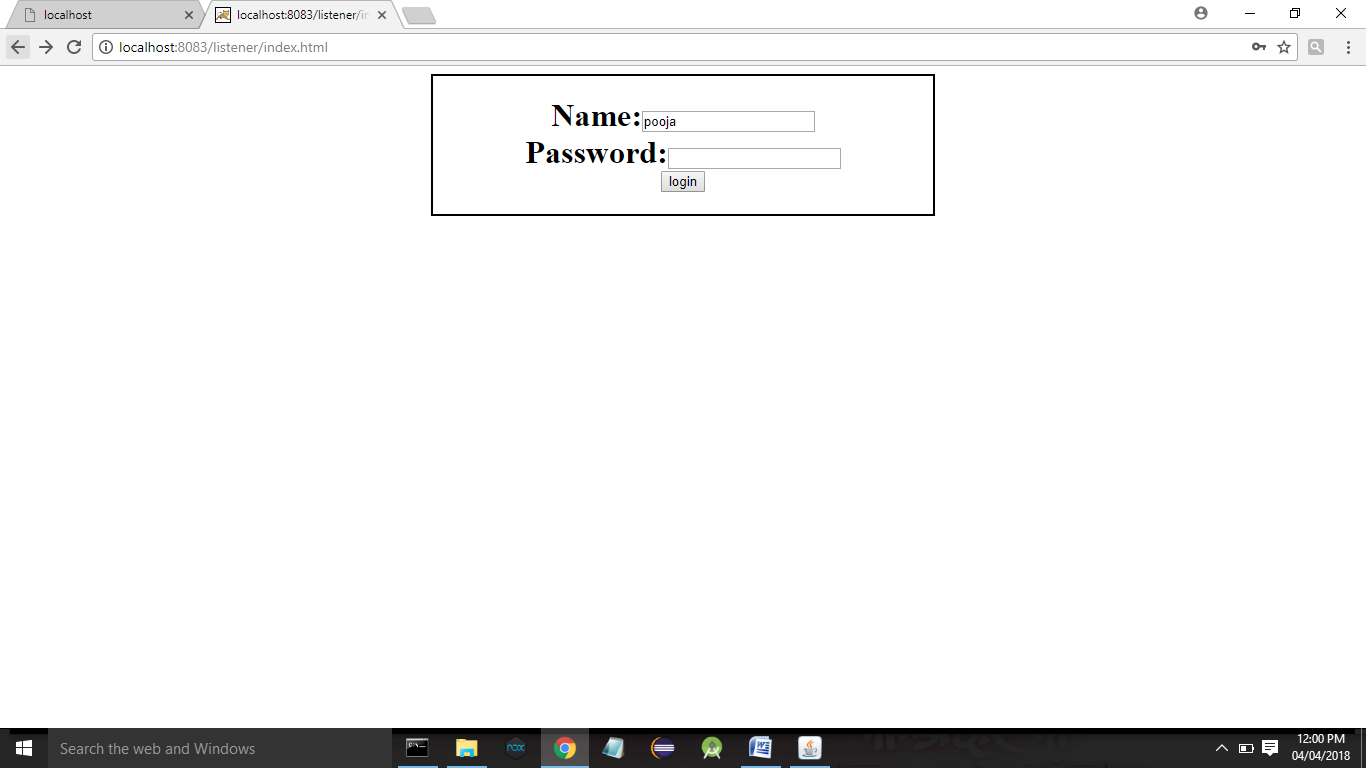 localhost
localhost:8083/listener/in
localhost:8083/listener/index.html
Name:pooja
Password:
login
Search the web and Windows
nox
12:00 PM
04/04/2018